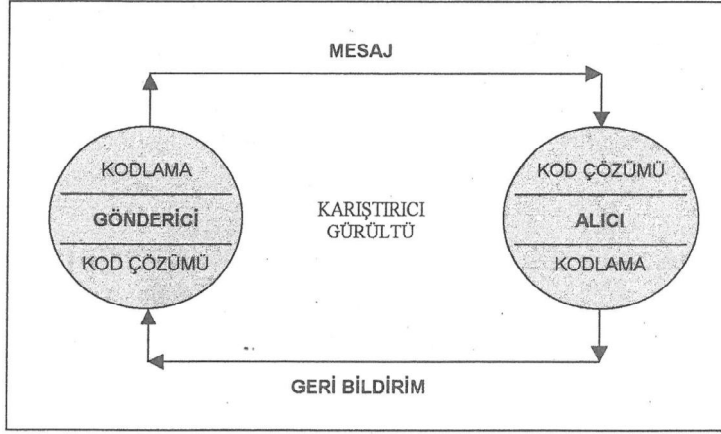 MESAJ
KODLAMA
GÖNDERİCİ
KOD ÇÖZÜMÜ
KARIŞTIRICI
GÜRÜLTÜ
KOD ÇÖZÜMÜ
ALICI
KODLAMA
GERİ BİLDİRİM